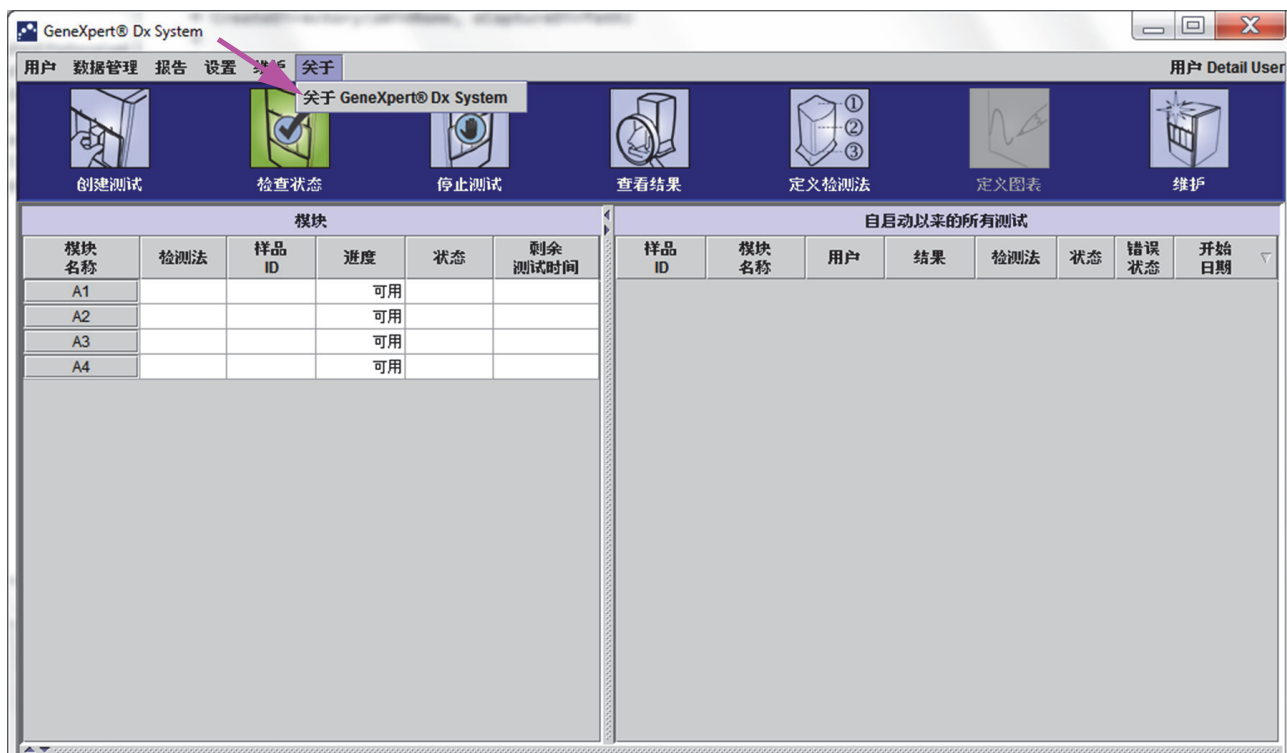 GeneXpert® Dx System
用户 数据管理 报告 设置 维护 关于
用户 Detail User
关于 GeneXpert® Dx System
创建测试 检查状态 停止测试 查看结果 定义检测法 定义图表 维护
模块
模块名称 检测法 样品ID 进度 状态 剩余测试时间
A1 可用
A2 可用
A3 可用
A4 可用
自启动以来的所有测试
样品ID 模块名称 用户 结果 检测法 状态 错误状态 开始日期